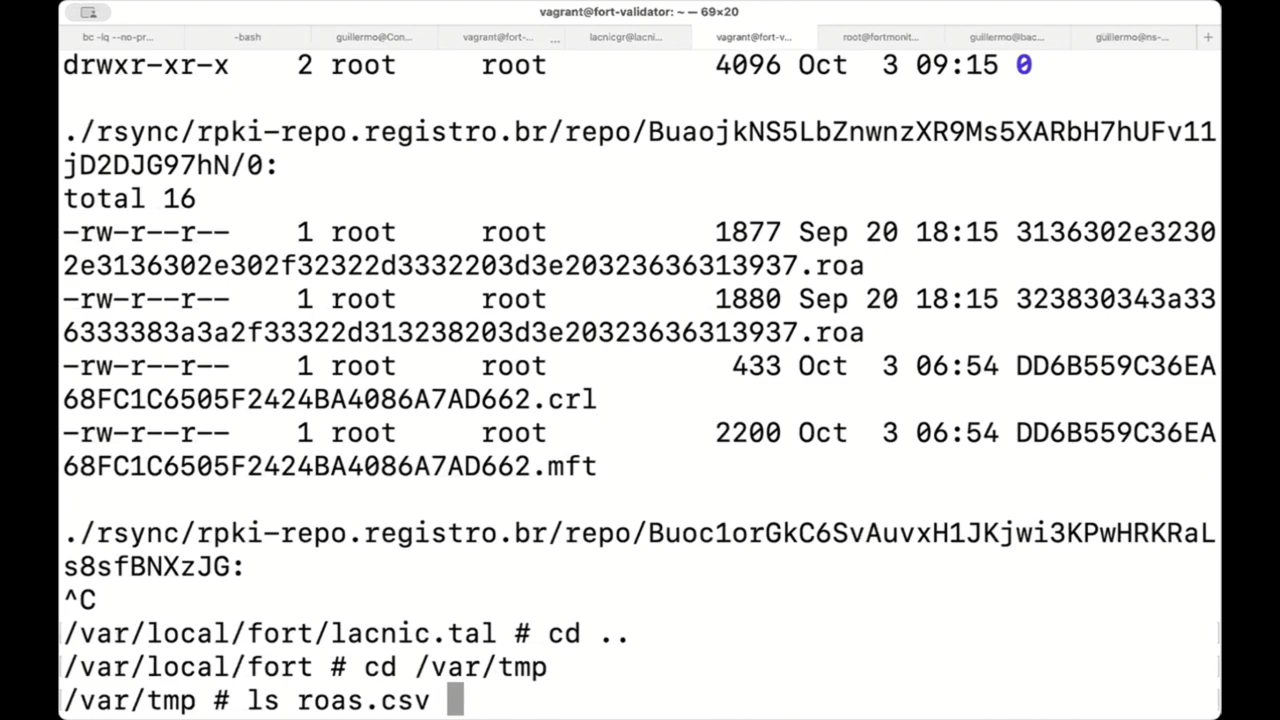 vagrant@fort-validator: ~ — 69×20
bc -lq --no-pr... -bash guillermo@Con... vagrant@fort-... ... lacnicgr@lacni... vagrant@fort-v... root@fortmonit... guillermo@bac... guillermo@ns-... +
drwxr-xr-x    2 root     root          4096 Oct  3 09:15 0
./rsync/rpki-repo.registro.br/repo/BuaojkNS5LbZnwnzXR9Ms5XARbH7hUFv11
jD2DJG97hN/0:
total 16
-rw-r--r--    1 root     root          1877 Sep 20 18:15 3136302e3230
2e3136302e302f32322d3332203d3e20323636313937.roa
-rw-r--r--    1 root     root          1880 Sep 20 18:15 323830343a33
6333383a3a2f33322d313238203d3e20323636313937.roa
-rw-r--r--    1 root     root           433 Oct  3 06:54 DD6B559C36EA
68FC1C6505F2424BA4086A7AD662.crl
-rw-r--r--    1 root     root          2200 Oct  3 06:54 DD6B559C36EA
68FC1C6505F2424BA4086A7AD662.mft
./rsync/rpki-repo.registro.br/repo/Buoc1orGkC6SvAuvxH1JKjwi3KPwHRKRaL
s8sfBNXzJG:
^C
/var/local/fort/lacnic.tal # cd ..
/var/local/fort # cd /var/tmp
/var/tmp # ls roas.csv